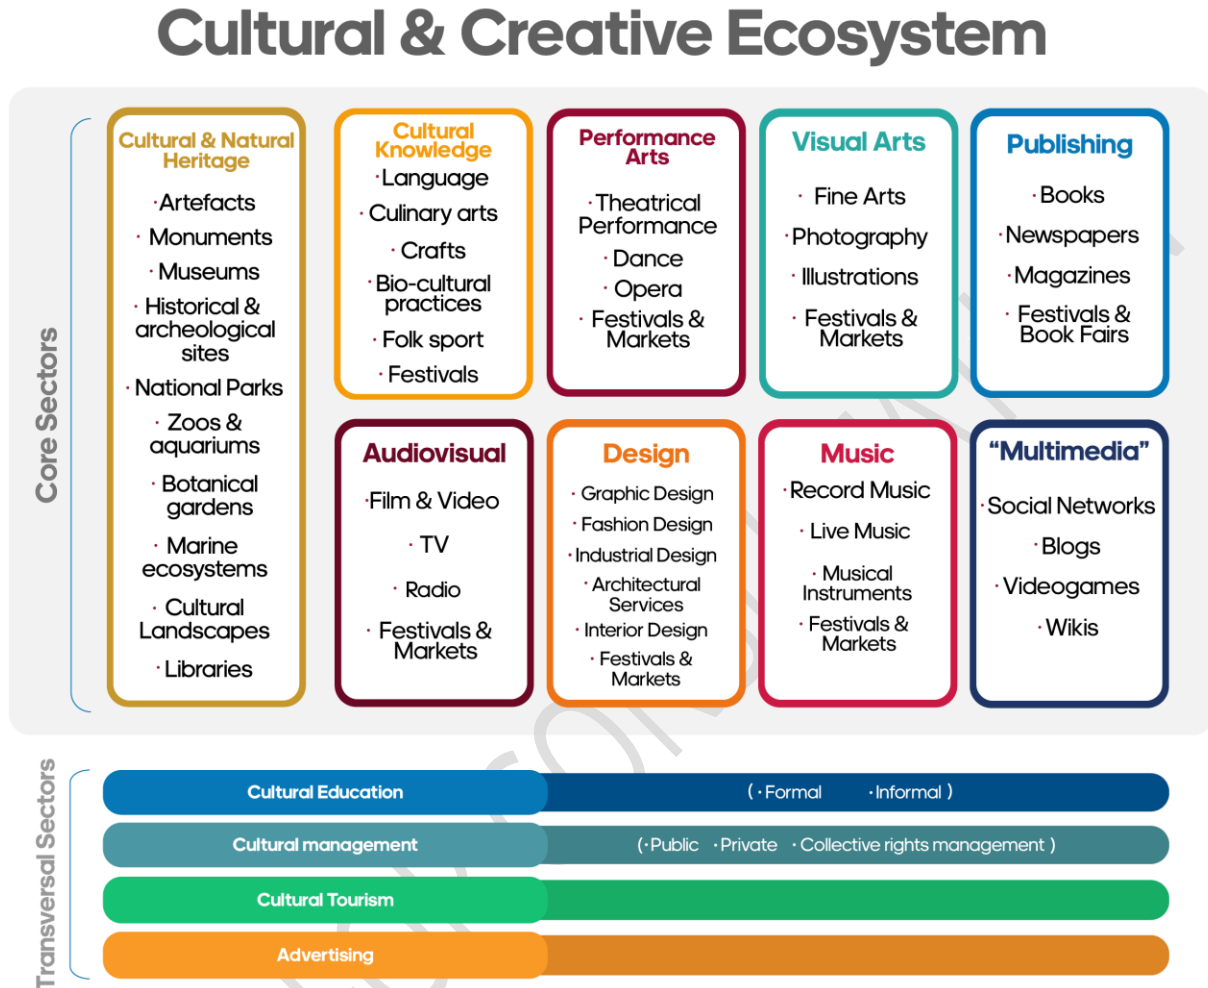 Cultural & Creative Ecosystem
Core Sectors
Cultural & Natural
Heritage
· Artefacts
· Monuments
· Museums
· Historical &
archeological
sites
· National Parks
· Zoos &
aquariums
· Botanical
gardens
· Marine
ecosystems
· Cultural
Landscapes
· Libraries
Cultural
Knowledge
· Language
· Culinary arts
· Crafts
· Bio-cultural
practices
· Folk sport
· Festivals
Performance
Arts
· Theatrical
Performance
· Dance
· Opera
· Festivals &
Markets
Visual Arts
· Fine Arts
· Photography
· Illustrations
· Festivals &
Markets
Publishing
· Books
· Newspapers
· Magazines
· Festivals &
Book Fairs
Audiovisual
· Film & Video
· TV
· Radio
· Festivals &
Markets
Design
· Graphic Design
· Fashion Design
· Industrial Design
· Architectural
Services
· Interior Design
· Festivals &
Markets
Music
· Record Music
· Live Music
· Musical
Instruments
· Festivals &
Markets
“Multimedia”
· Social Networks
· Blogs
· Videogames
· Wikis
Transversal Sectors
Cultural Education
( · Formal · Informal )
Cultural management
( · Public · Private · Collective rights management )
Cultural Tourism
Advertising